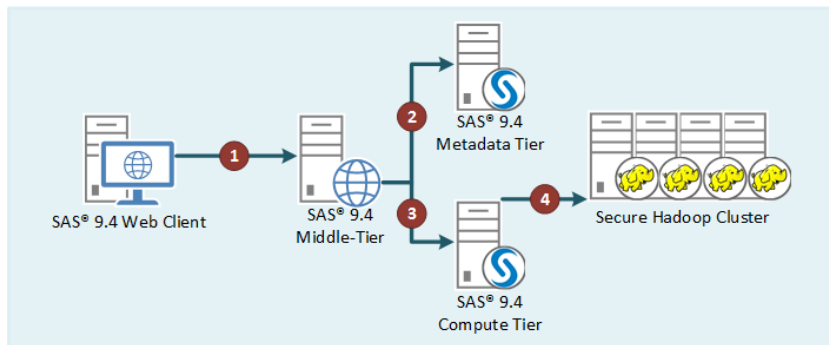 2
SAS® 9.4
Metadata Tier
1
SAS® 9.4 Web Client
SAS® 9.4
Middle-Tier
3
4
Secure Hadoop Cluster
SAS® 9.4
Compute Tier